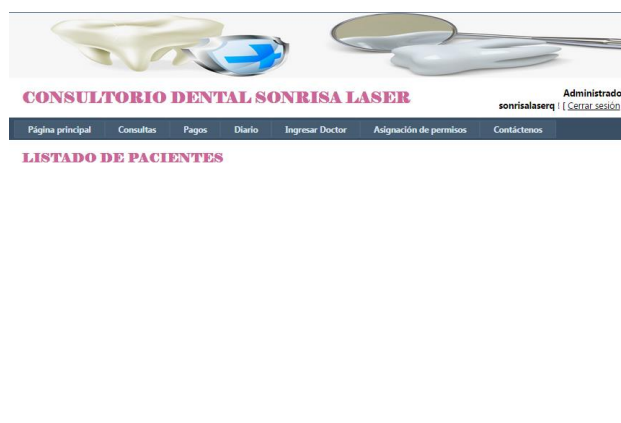 CONSULTORIO DENTAL SONRISA LASER
Administrado
sonrisalaserq ! [ Cerrar sesión
Página principal Consultas Pagos Diario Ingresar Doctor Asignación de permisos Contáctenos
LISTADO DE PACIENTES